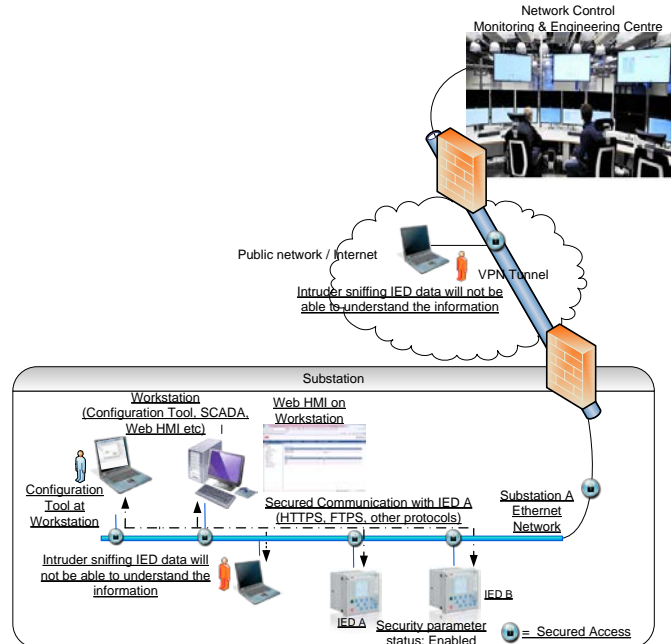 Network Control
Monitoring & Engineering Centre
Public network / Internet
VPN Tunnel
Intruder sniffing IED data will not be
able to understand the information
Substation
Workstation
(Configuration Tool, SCADA,
Web HMI etc)
Web HMI on
Workstation
Configuration
Tool at
Workstation
Secured Communication with IED A
(HTTPS, FTPS, other protocols)
Substation A
Ethernet
Network
Intruder sniffing IED data will
not be able to understand the
information
IED A
IED B
Security parameter
status: Enabled
= Secured Access